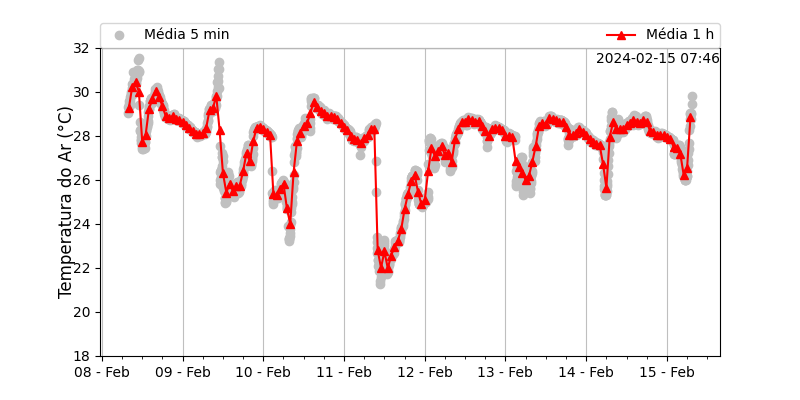 Média 5 min
Média 1 h
2024-02-15 07:46
Temperatura do Ar (°C)
32
30
28
26
24
22
20
18
08 - Feb
09 - Feb
10 - Feb
11 - Feb
12 - Feb
13 - Feb
14 - Feb
15 - Feb